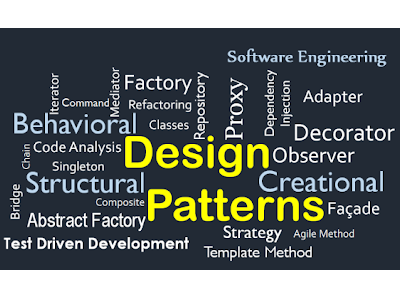 Software Engineering
Iterator
Mediator
Factory
Command
Refactoring
Repository
Proxy
Dependency
Injection
Adapter
Behavioral
Classes
Decorator
Chain
Code Analysis
Design
Observer
Singleton
Structural
Creational
Bridge
Composite
Patterns
Façade
Abstract Factory
Strategy
Agile Method
Test Driven Development
Template Method